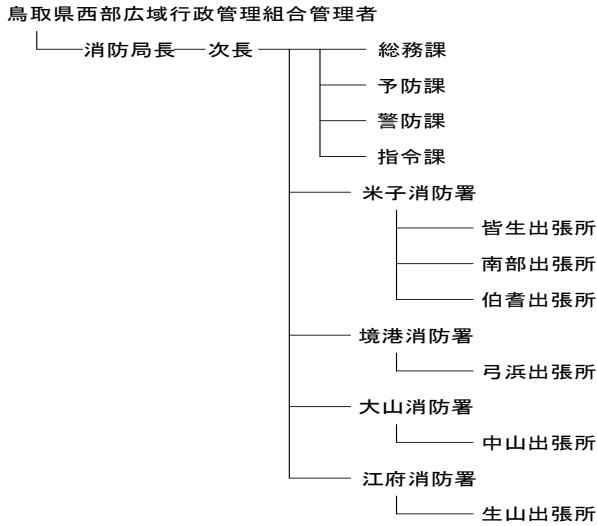 鳥取県西部広域行政管理組合管理者
消防局長 次長 総務課
予防課
警防課
指令課
米子消防署
皆生出張所
南部出張所
伯耆出張所
境港消防署
弓浜出張所
大山消防署
中山出張所
江府消防署
生山出張所